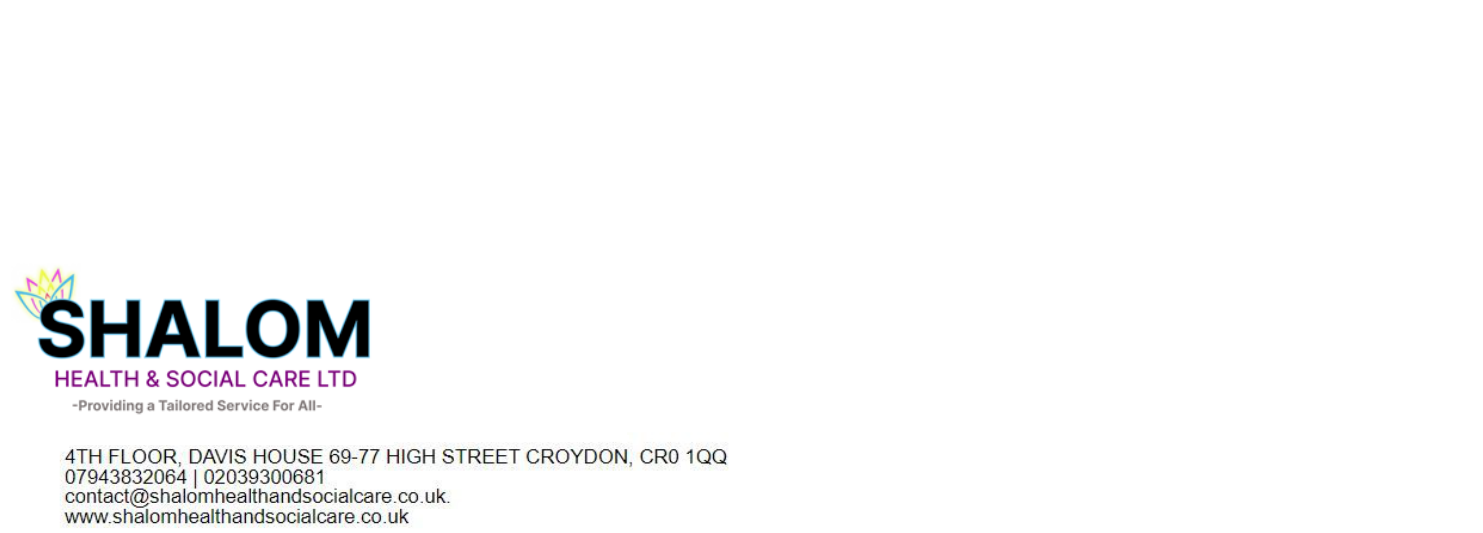 SHALOM
HEALTH & SOCIAL CARE LTD
-Providing a Tailored Service For All-
4TH FLOOR, DAVIS HOUSE 69-77 HIGH STREET CROYDON, CR0 1QQ
07943832064 | 02039300681
contact@shalomhealthandsocialcare.co.uk.
www.shalomhealthandsocialcare.co.uk